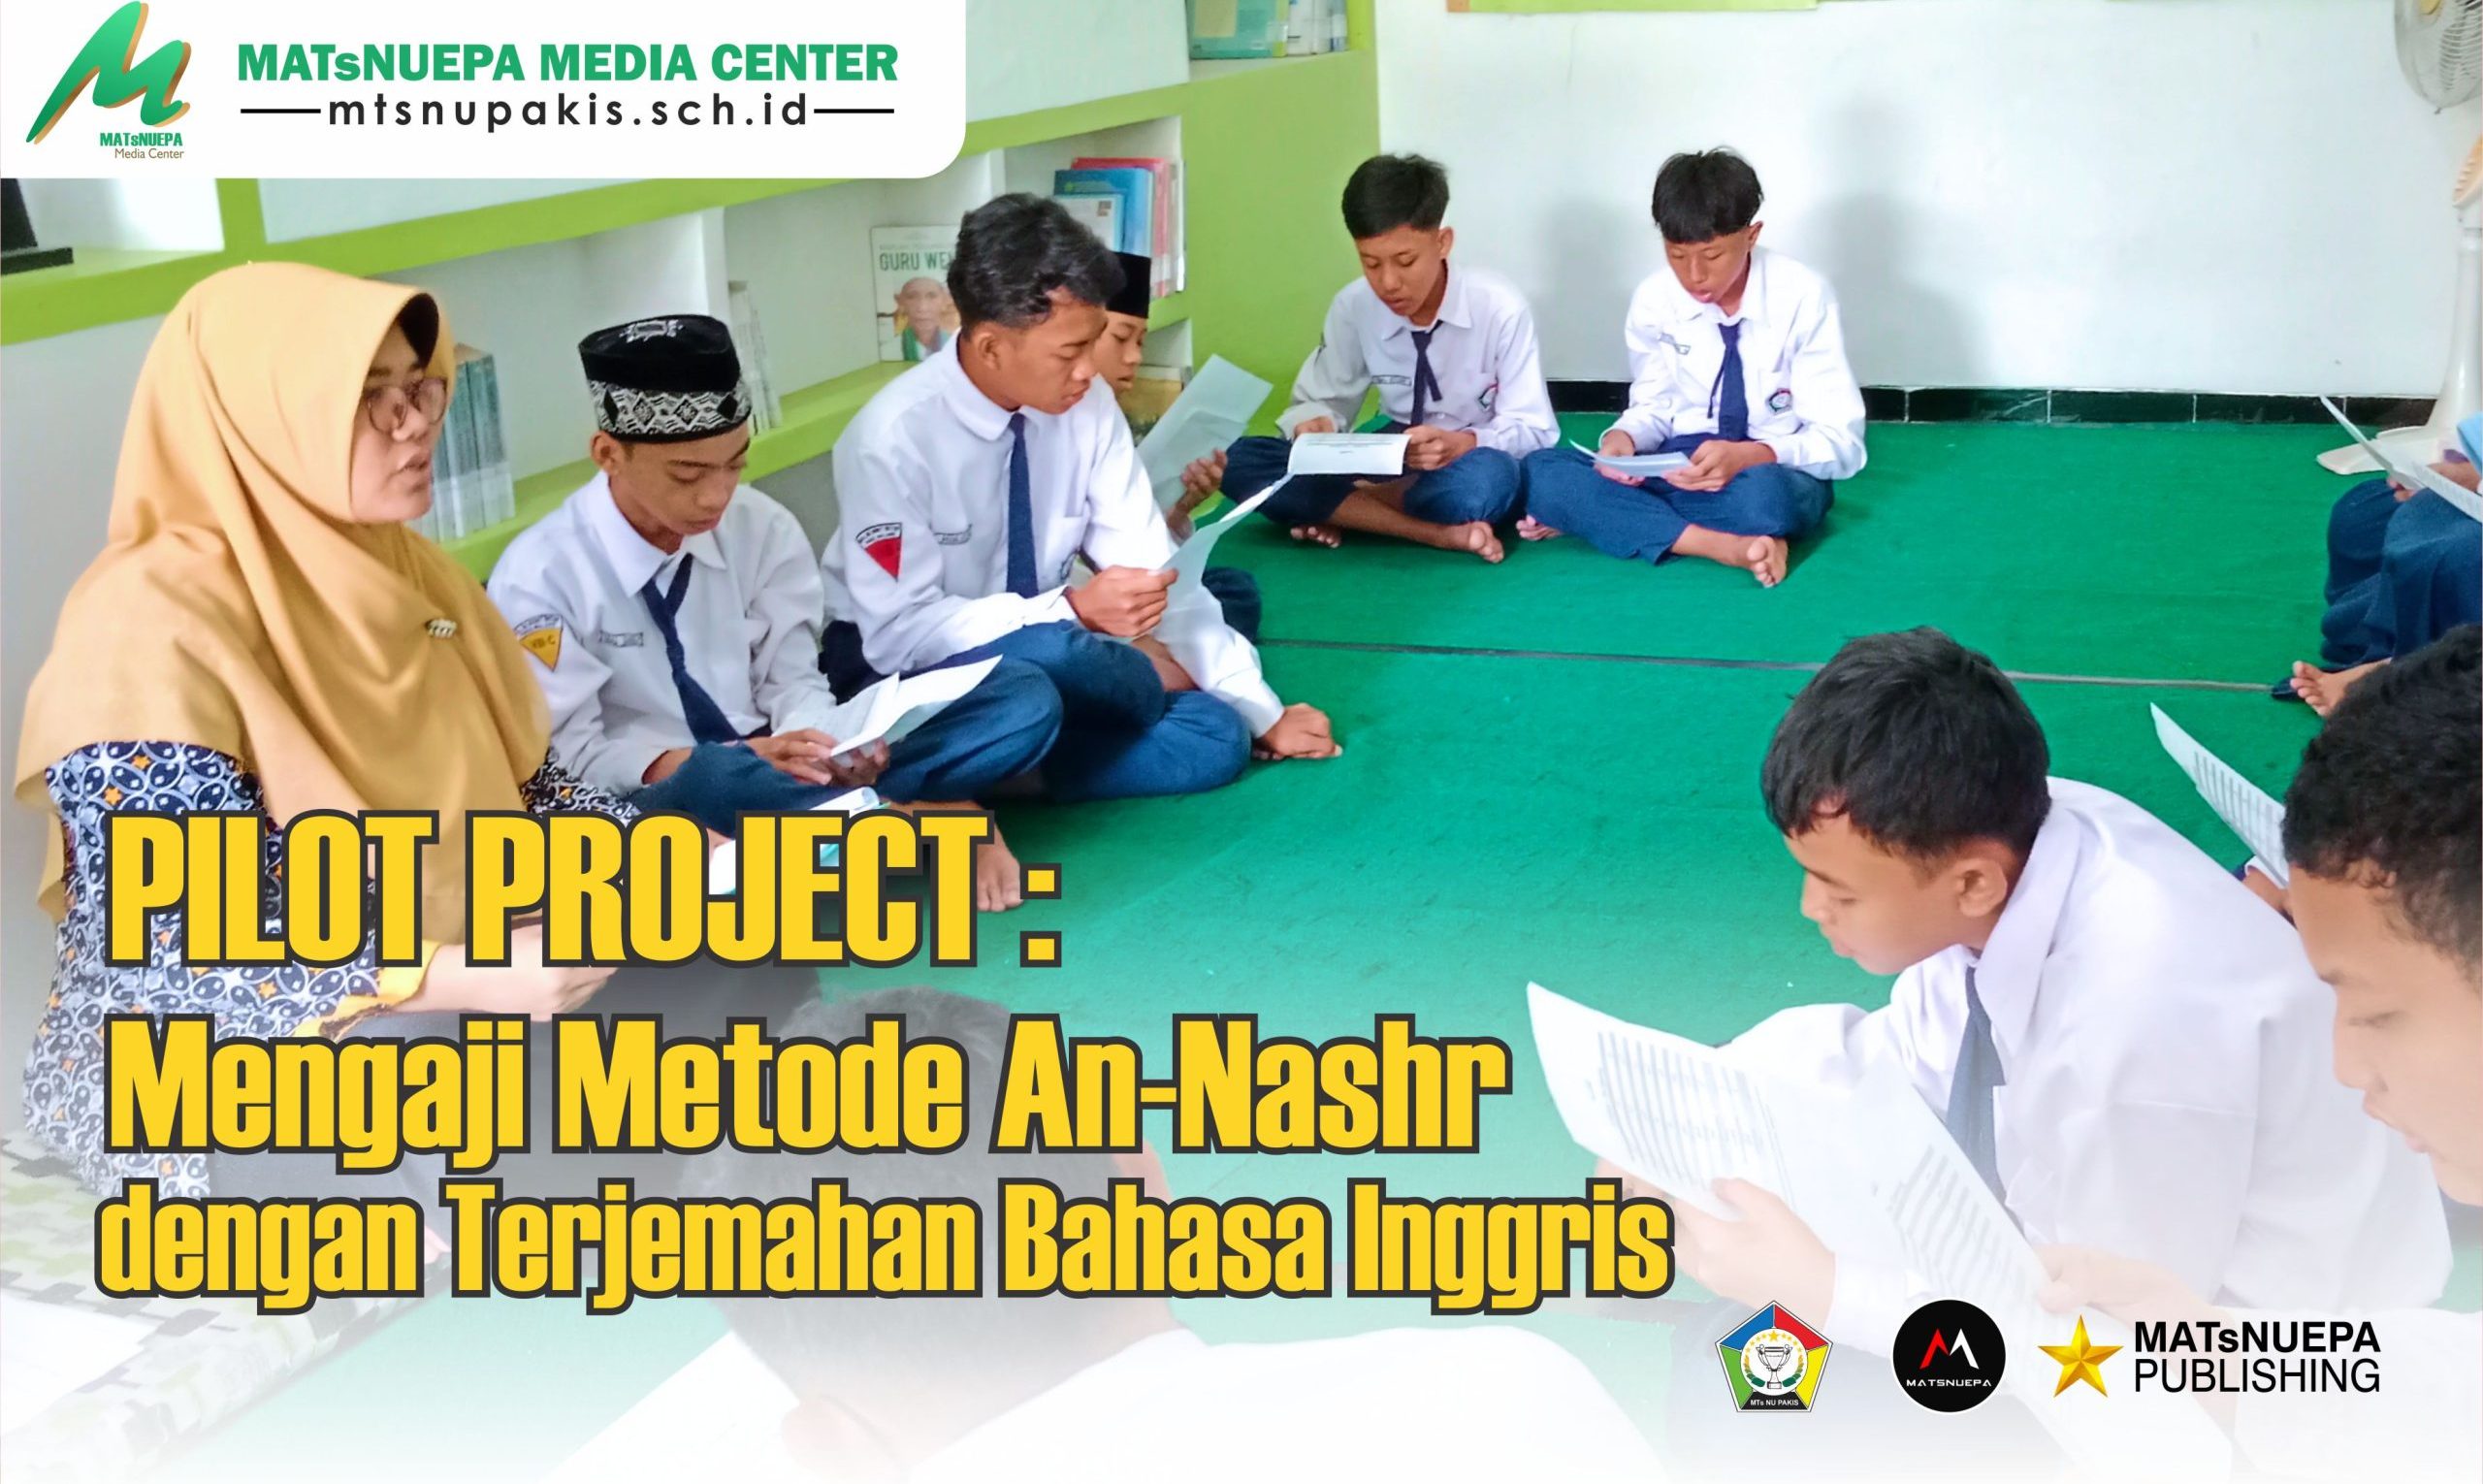 MATsNUEPA MEDIA CENTER
mtsnupakis.sch.id
MATsNUEPA
Media Center
GURU WE
PILOT PROJECT :
Mengaji Metode An-Nashr
dengan Terjemahan Bahasa Inggris
MTs NU PAKIS
MATSNUEPA
MATsNUEPA
PUBLISHING